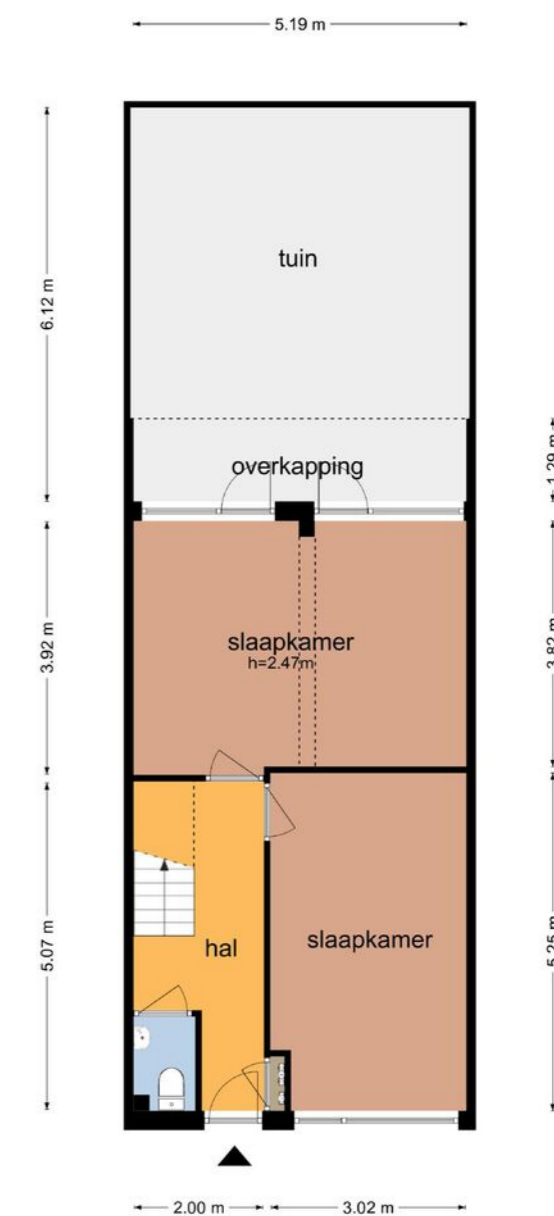 5.19 m
tuin
6.12 m
overkapping
1.29 m
slaapkamer
h=2.47m
3.92 m
3.82 m
hal
slaapkamer
5.07 m
5.25 m
2.00 m
3.02 m